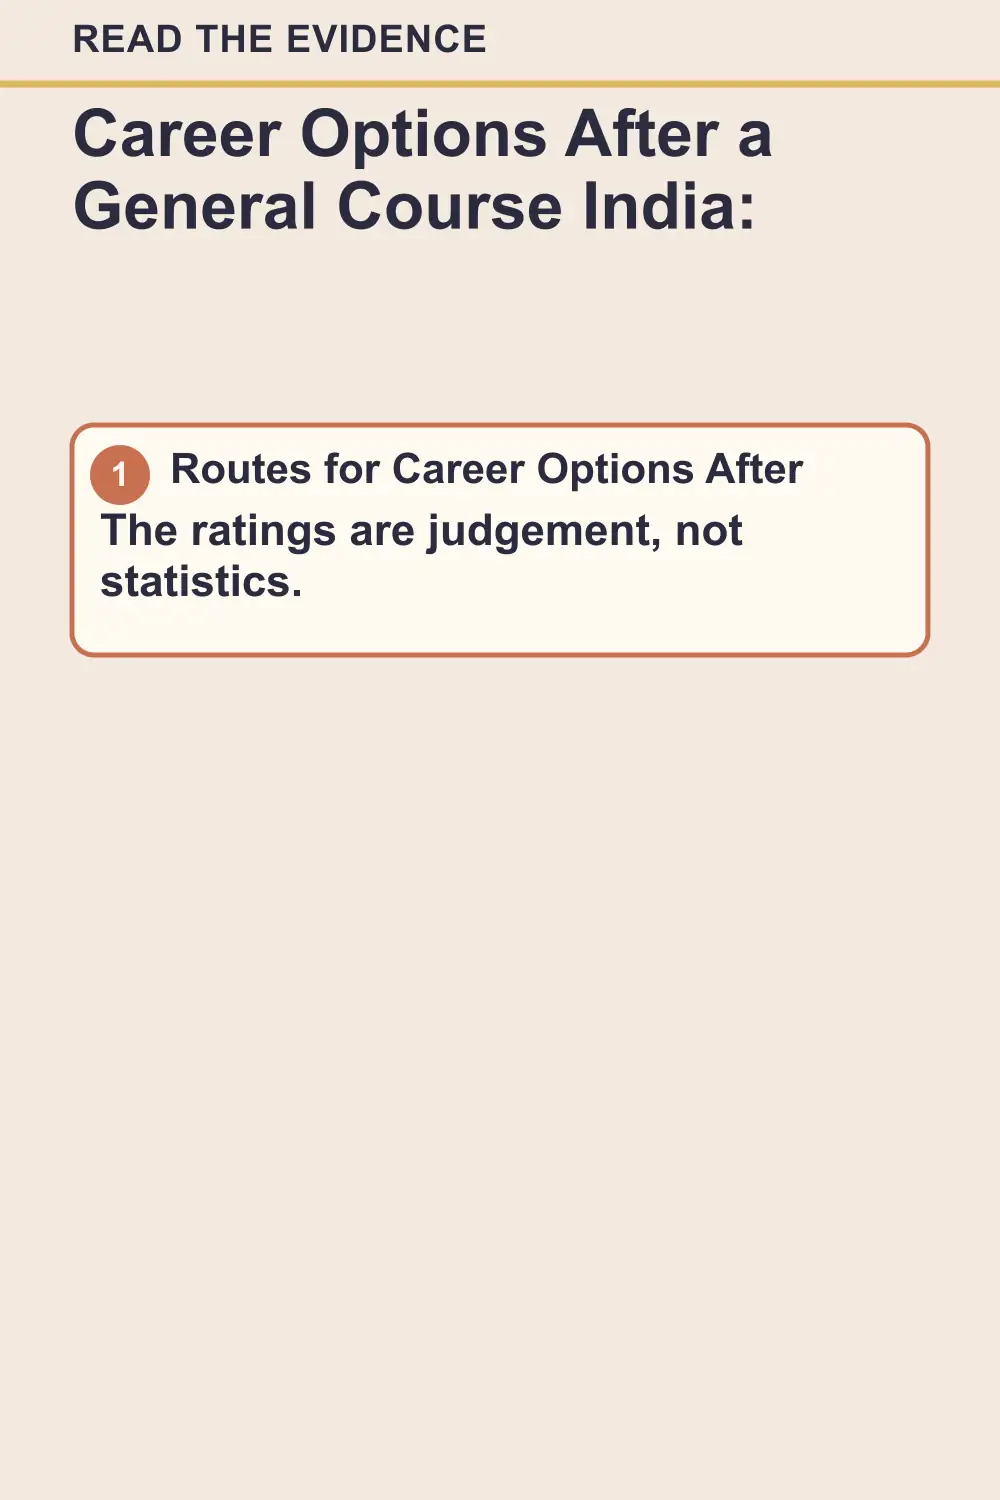 READ THE EVIDENCE
Career Options After a
General Course India:
1 Routes for Career Options After
The ratings are judgement, not
statistics.